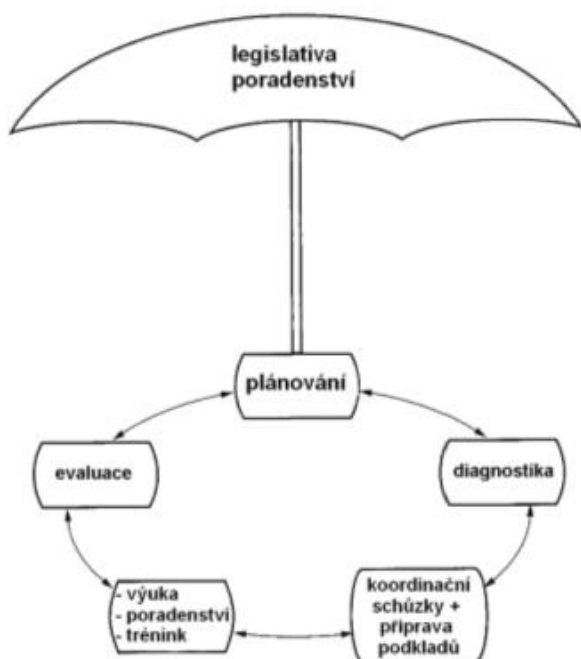 legislativa
poradenství
plánování
evaluace
diagnostika
- výuka
- poradenství
- trénink
koordinační
schůzky +
příprava
podkladů